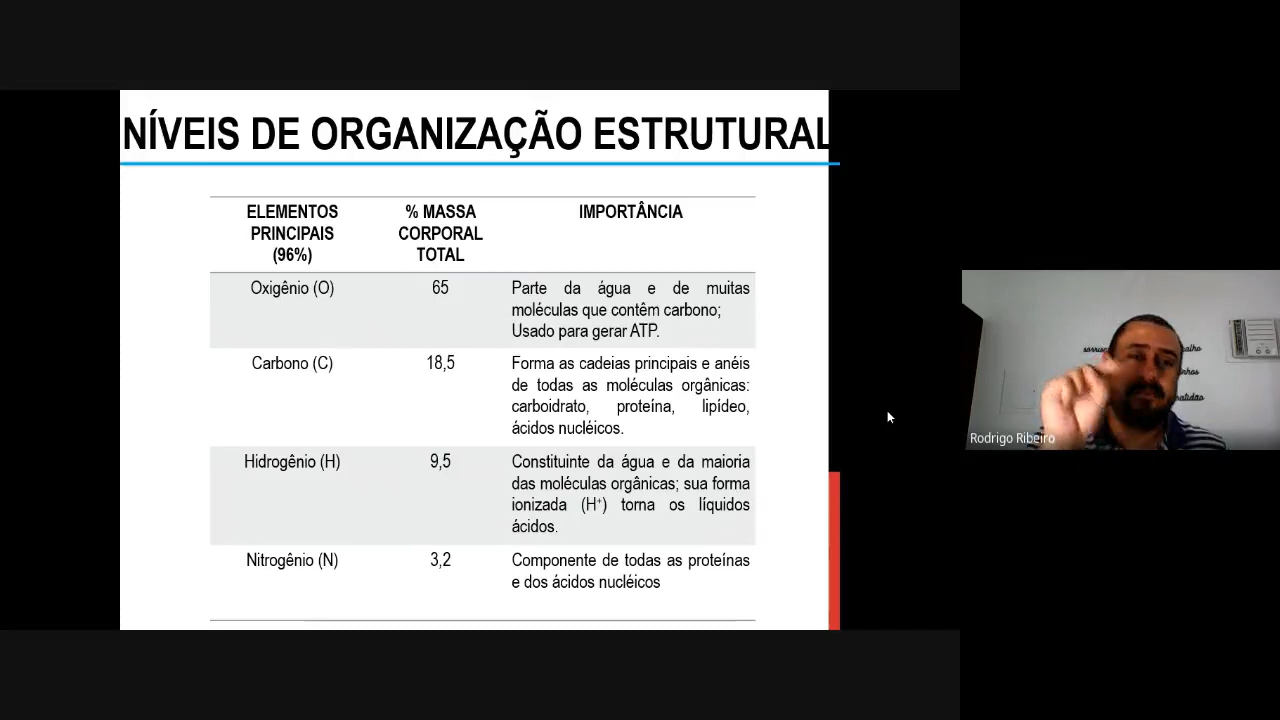 NÍVEIS DE ORGANIZAÇÃO ESTRUTURAL
ELEMENTOS
PRINCIPAIS
(96%)
% MASSA
CORPORAL
TOTAL
IMPORTÂNCIA
Oxigênio (O)
65
Parte da água e de muitas
moléculas que contêm carbono;
Usado para gerar ATP.
Carbono (C)
18,5
Forma as cadeias principais e anéis
de todas as moléculas orgânicas:
carboidrato, proteína, lipídeo,
ácidos nucléicos.
Hidrogênio (H)
9,5
Constituinte da água e da maioria
das moléculas orgânicas; sua forma
ionizada (H⁺) torna os líquidos
ácidos.
Nitrogênio (N)
3,2
Componente de todas as proteínas
e dos ácidos nucléicos
Rodrigo Ribeiro